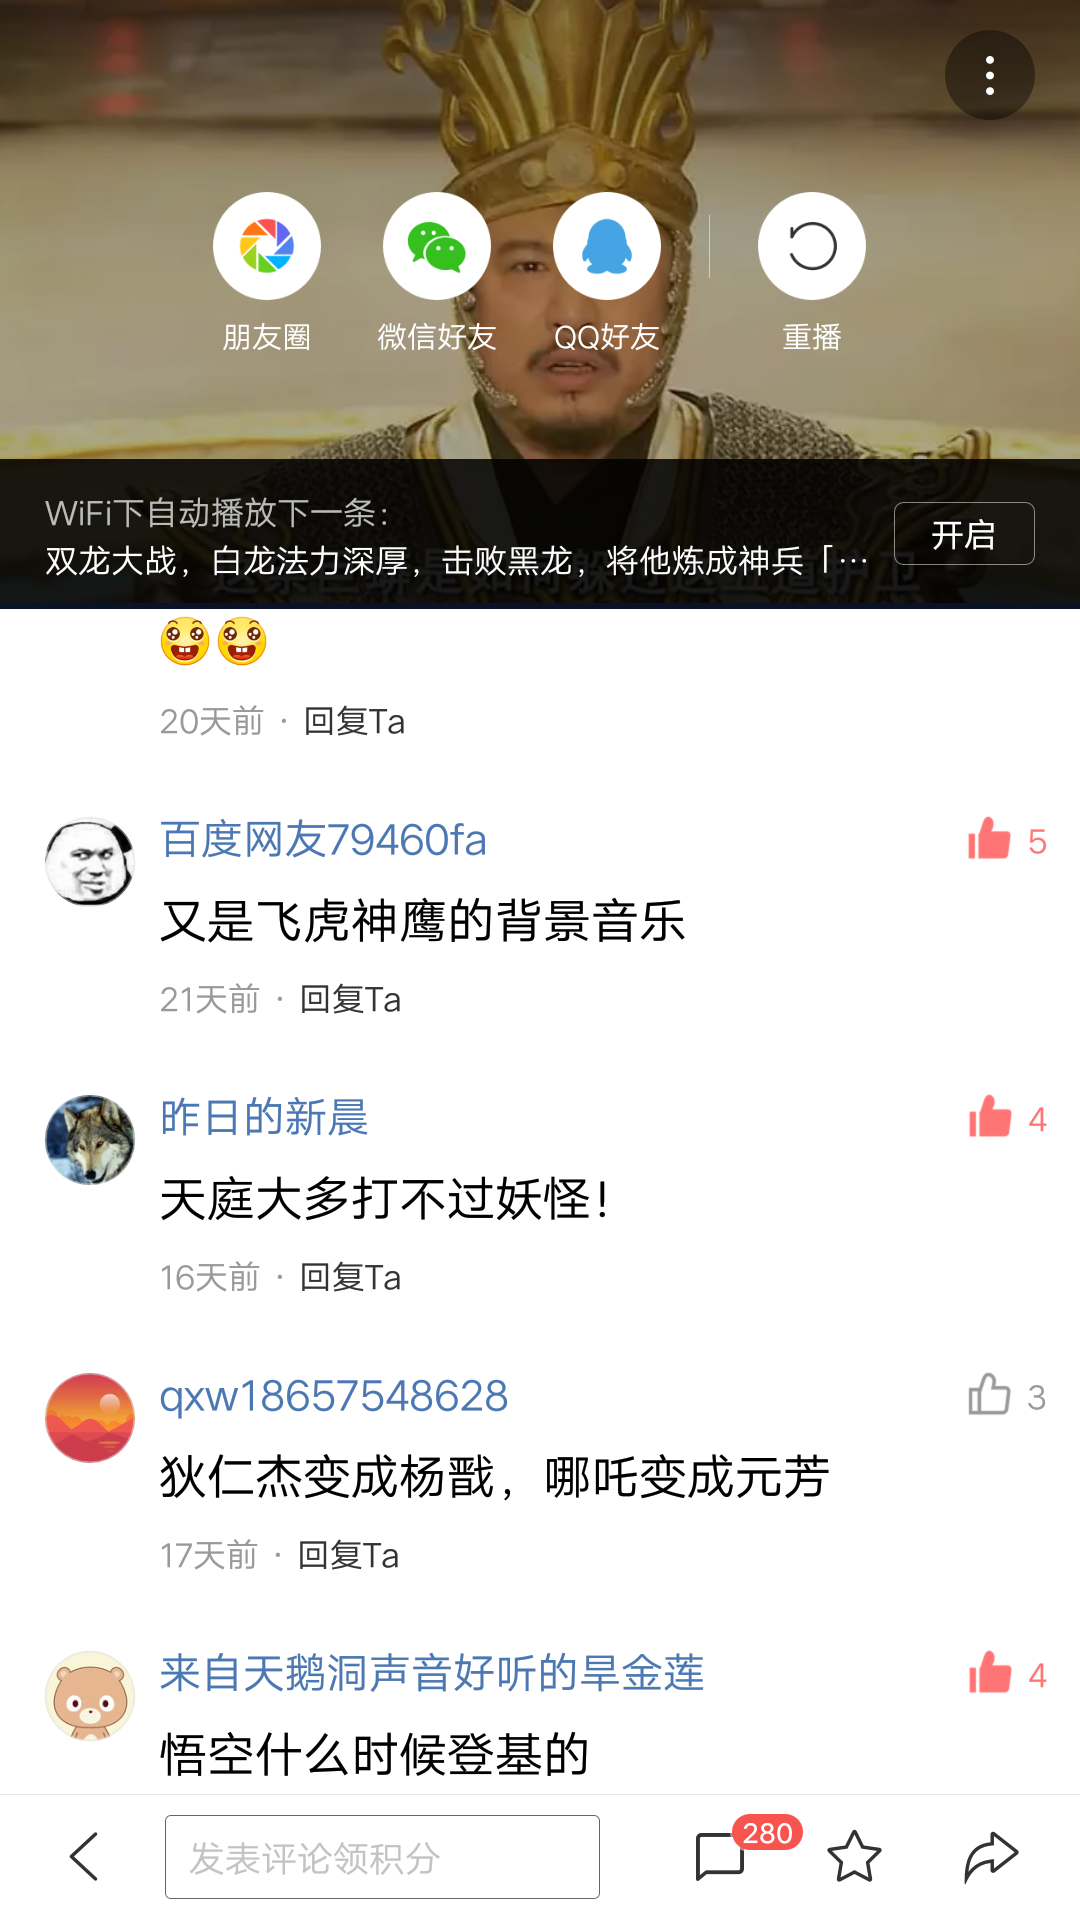 朋友圈
微信好友
QQ好友
重播
WiFi下自动播放下一条：
双龙大战，白龙法力深厚，击败黑龙，将他炼成神兵「…
开启
20天前 · 回复Ta
百度网友79460fa
5
又是飞虎神鹰的背景音乐
21天前 · 回复Ta
昨日的新晨
4
天庭大多打不过妖怪！
16天前 · 回复Ta
qxw18657548628
3
狄仁杰变成杨戬，哪吒变成元芳
17天前 · 回复Ta
来自天鹅洞声音好听的旱金莲
4
悟空什么时候登基的
发表评论领积分
280